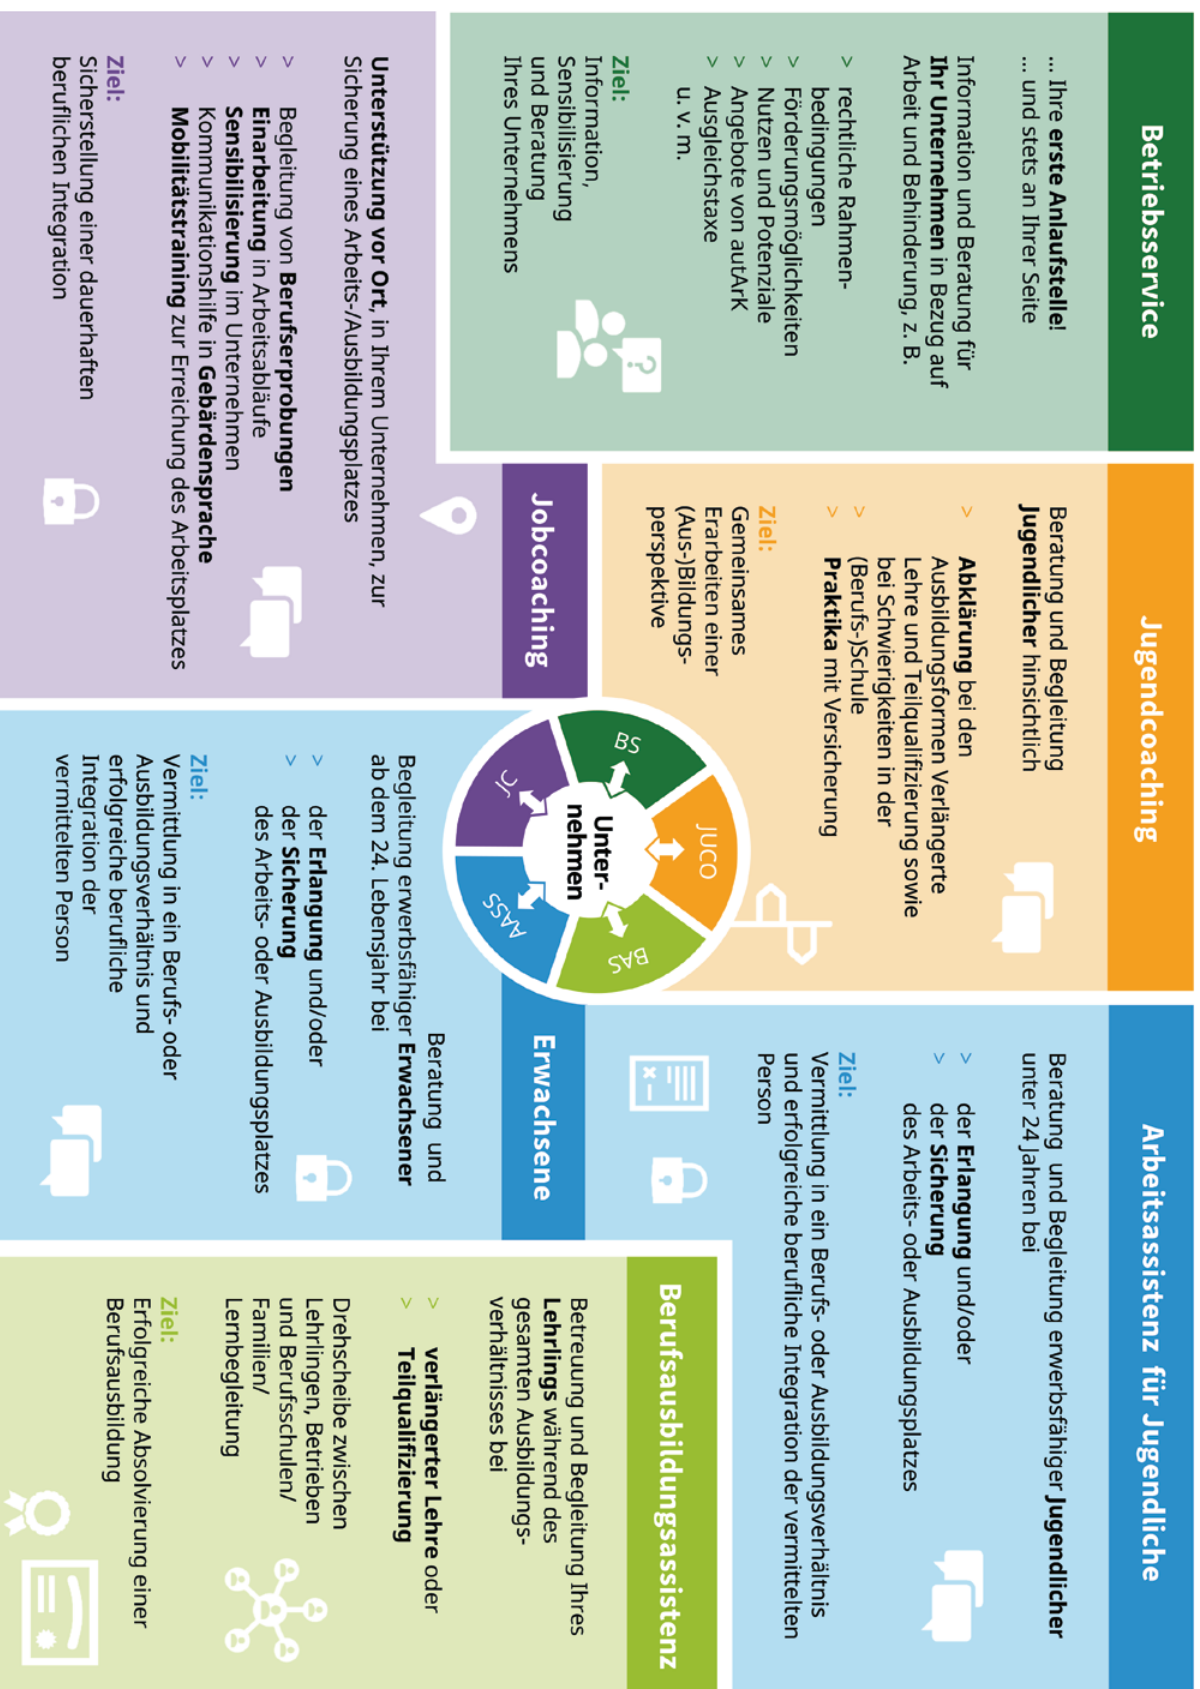 Betriebsservice
... Ihre erste Anlaufstelle!
... und stets an Ihrer Seite
Information und Beratung für
Ihr Unternehmen in Bezug auf
Arbeit und Behinderung, z. B.
> rechtliche Rahmen-
bedingungen
> Förderungsmöglichkeiten
> Nutzen und Potenziale
> Angebote von autArK
> Ausgleichstaxe
u. v. m.
Ziel:
Information,
Sensibilisierung
und Beratung
Ihres Unternehmens
?
Jugendcoaching
Beratung und Begleitung
Jugendlicher hinsichtlich
> Abklärung bei den
Ausbildungsformen Verlängerte
Lehre und Teilqualifizierung sowie
bei Schwierigkeiten in der
> (Berufs-)Schule
> Praktika mit Versicherung
Ziel:
Gemeinsames
Erarbeiten einer
(Aus-)Bildungs-
perspektive
Arbeitsassistenz für Jugendliche
Beratung und Begleitung erwerbsfähiger Jugendlicher
unter 24 Jahren bei
> der Erlangung und/oder
> der Sicherung
des Arbeits- oder Ausbildungsplatzes
Ziel:
Vermittlung in ein Berufs- oder Ausbildungsverhältnis
und erfolgreiche berufliche Integration der vermittelten
Person
Jobcoaching
Unterstützung vor Ort, in Ihrem Unternehmen, zur
Sicherung eines Arbeits-/Ausbildungsplatzes
> Begleitung von Berufserprobungen
> Einarbeitung in Arbeitsabläufe
> Sensibilisierung im Unternehmen
> Kommunikationshilfe in Gebärdensprache
> Mobilitätstraining zur Erreichung des Arbeitsplatzes
Ziel:
Sicherstellung einer dauerhaften
beruflichen Integration
BS
JUCO
BAS
AASS
JC
Unter-
nehmen
Erwachsene
Beratung und
Begleitung erwerbsfähiger Erwachsener
ab dem 24. Lebensjahr bei
> der Erlangung und/oder
> der Sicherung
des Arbeits- oder Ausbildungsplatzes
Ziel:
Vermittlung in ein Berufs- oder
Ausbildungsverhältnis und
erfolgreiche berufliche
Integration der
vermittelten Person
Berufsausbildungsassistenz
Betreuung und Begleitung Ihres
Lehrlings während des
gesamten Ausbildungs-
verhältnisses bei
> verlängerter Lehre oder
> Teilqualifizierung
Drehscheibe zwischen
Lehrlingen, Betrieben
und Berufsschulen/
Familien/
Lernbegleitung
Ziel:
Erfolgreiche Absolvierung einer
Berufsausbildung